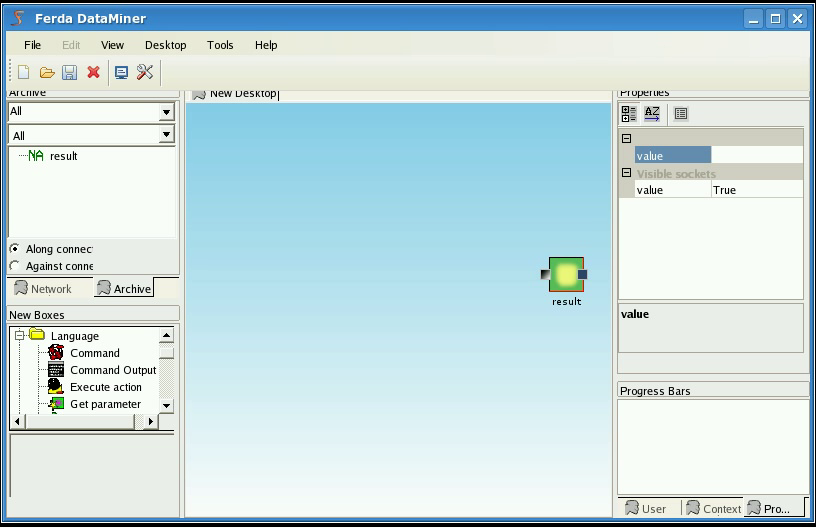 Ferda DataMiner
File Edit View Desktop Tools Help
Archive
All
All
NA result
Along connec
Against conne
Network Archive
New Boxes
Language
Command
Command Output
Execute action
Get parameter
New Desktop
result
Properties
AZ
value
Visible sockets
value True
value
Progress Bars
User Context Pro...